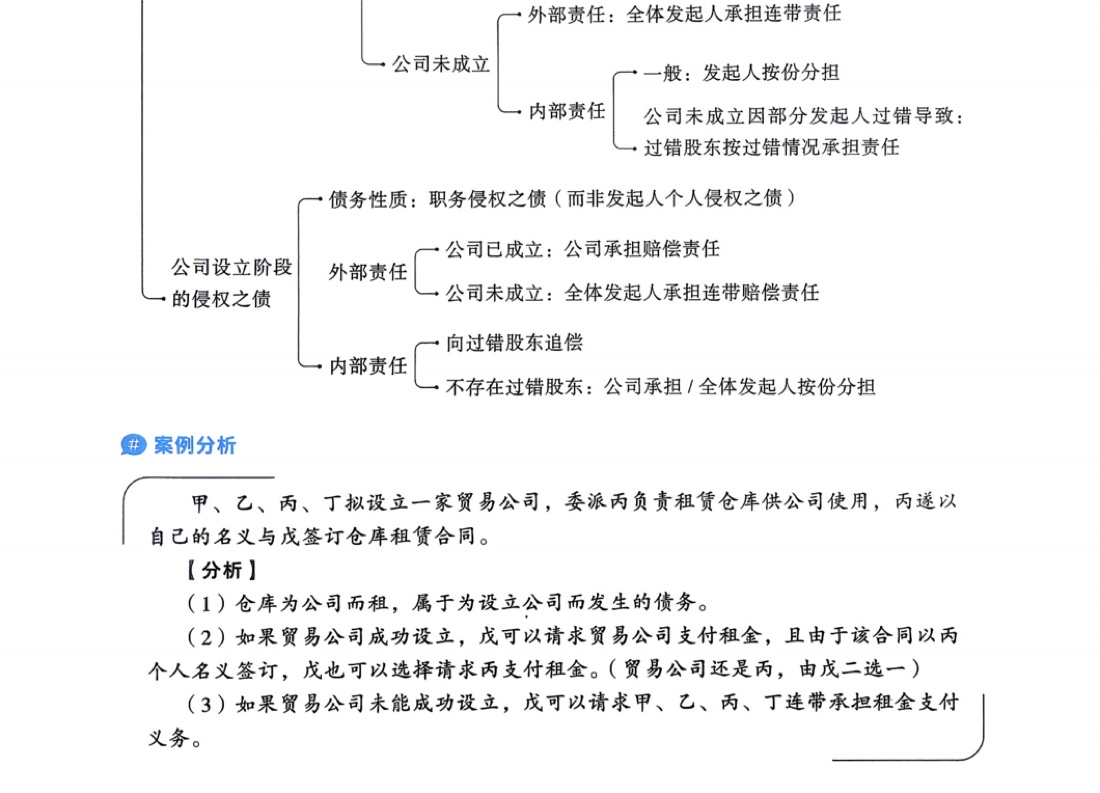 外部责任：全体发起人承担连带责任
公司未成立
一般：发起人按份分担
内部责任
公司未成立因部分发起人过错导致：
过错股东按过错情况承担责任
债务性质：职务侵权之债（而非发起人个人侵权之债）
公司设立阶段
的侵权之债
外部责任
公司已成立：公司承担赔偿责任
公司未成立：全体发起人承担连带赔偿责任
内部责任
向过错股东追偿
不存在过错股东：公司承担 / 全体发起人按份分担
# 案例分析
甲、乙、丙、丁拟设立一家贸易公司，委派丙负责租赁仓库供公司使用，丙遂以
自己的名义与戊签订仓库租赁合同。
【分析】
（1）仓库为公司而租，属于为设立公司而发生的债务。
（2）如果贸易公司成功设立，戊可以请求贸易公司支付租金，且由于该合同以丙
个人名义签订，戊也可以选择请求丙支付租金。（贸易公司还是丙，由戊二选一）
（3）如果贸易公司未能成功设立，戊可以请求甲、乙、丙、丁连带承担租金支付
义务。